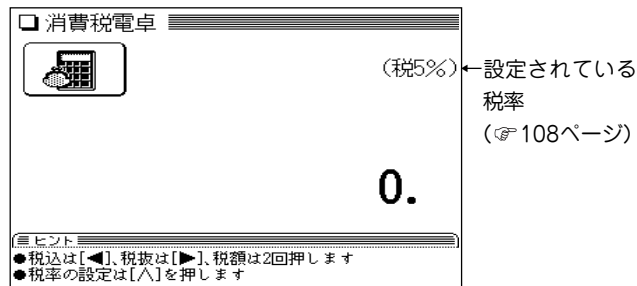 消費税電卓
(税5%)
←設定されている
税率
(☞108ページ)
0.
ヒント
●税込は[◀]、税抜は[▶]、税額は2回押します
●税率の設定は[∧]を押します